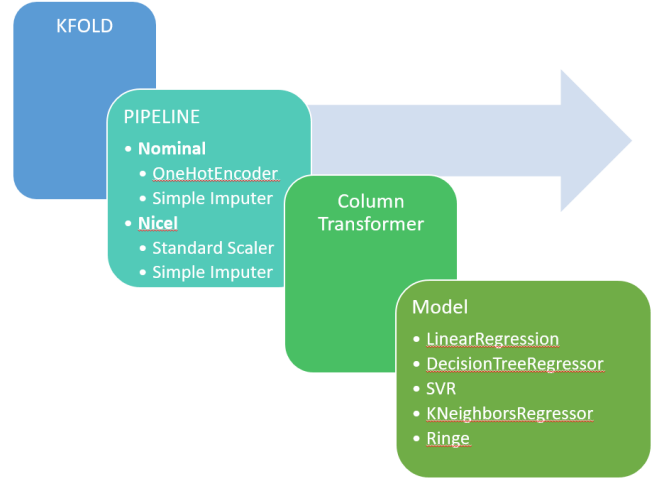 KFOLD
PIPELINE
• Nominal
• OneHotEncoder
• Simple Imputer
• Nicel
• Standard Scaler
• Simple Imputer
Column
Transformer
Model
• LinearRegression
• DecisionTreeRegressor
• SVR
• KNeighborsRegressor
• Ringe